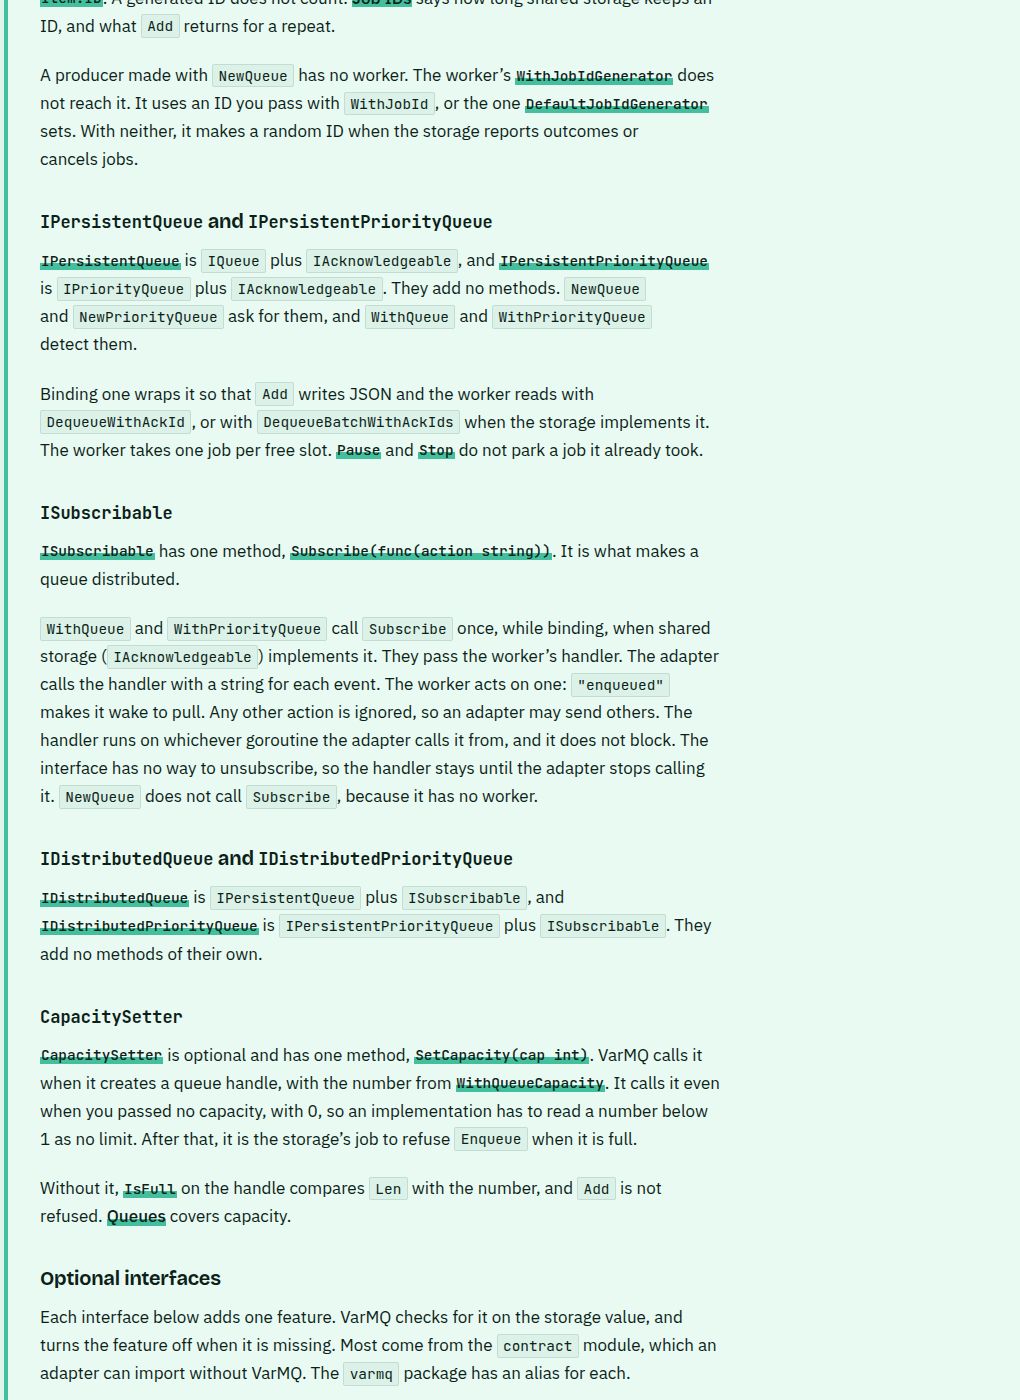 Item.ID. A generated ID does not count. Job IDs says how long shared storage keeps an
ID, and what Add returns for a repeat.
A producer made with NewQueue has no worker. The worker’s WithJobIdGenerator does
not reach it. It uses an ID you pass with WithJobId, or the one DefaultJobIdGenerator
sets. With neither, it makes a random ID when the storage reports outcomes or
cancels jobs.
IPersistentQueue and IPersistentPriorityQueue
IPersistentQueue is IQueue plus IAcknowledgeable, and IPersistentPriorityQueue
is IPriorityQueue plus IAcknowledgeable. They add no methods. NewQueue
and NewPriorityQueue ask for them, and WithQueue and WithPriorityQueue
detect them.
Binding one wraps it so that Add writes JSON and the worker reads with
DequeueWithAckId, or with DequeueBatchWithAckIds when the storage implements it.
The worker takes one job per free slot. Pause and Stop do not park a job it already took.
ISubscribable
ISubscribable has one method, Subscribe(func(action string)). It is what makes a
queue distributed.
WithQueue and WithPriorityQueue call Subscribe once, while binding, when shared
storage (IAcknowledgeable) implements it. They pass the worker’s handler. The adapter
calls the handler with a string for each event. The worker acts on one: "enqueued"
makes it wake to pull. Any other action is ignored, so an adapter may send others. The
handler runs on whichever goroutine the adapter calls it from, and it does not block. The
interface has no way to unsubscribe, so the handler stays until the adapter stops calling
it. NewQueue does not call Subscribe, because it has no worker.
IDistributedQueue and IDistributedPriorityQueue
IDistributedQueue is IPersistentQueue plus ISubscribable, and
IDistributedPriorityQueue is IPersistentPriorityQueue plus ISubscribable. They
add no methods of their own.
CapacitySetter
CapacitySetter is optional and has one method, SetCapacity(cap int). VarMQ calls it
when it creates a queue handle, with the number from WithQueueCapacity. It calls it even
when you passed no capacity, with 0, so an implementation has to read a number below
1 as no limit. After that, it is the storage’s job to refuse Enqueue when it is full.
Without it, IsFull on the handle compares Len with the number, and Add is not
refused. Queues covers capacity.
Optional interfaces
Each interface below adds one feature. VarMQ checks for it on the storage value, and
turns the feature off when it is missing. Most come from the contract module, which an
adapter can import without VarMQ. The varmq package has an alias for each.